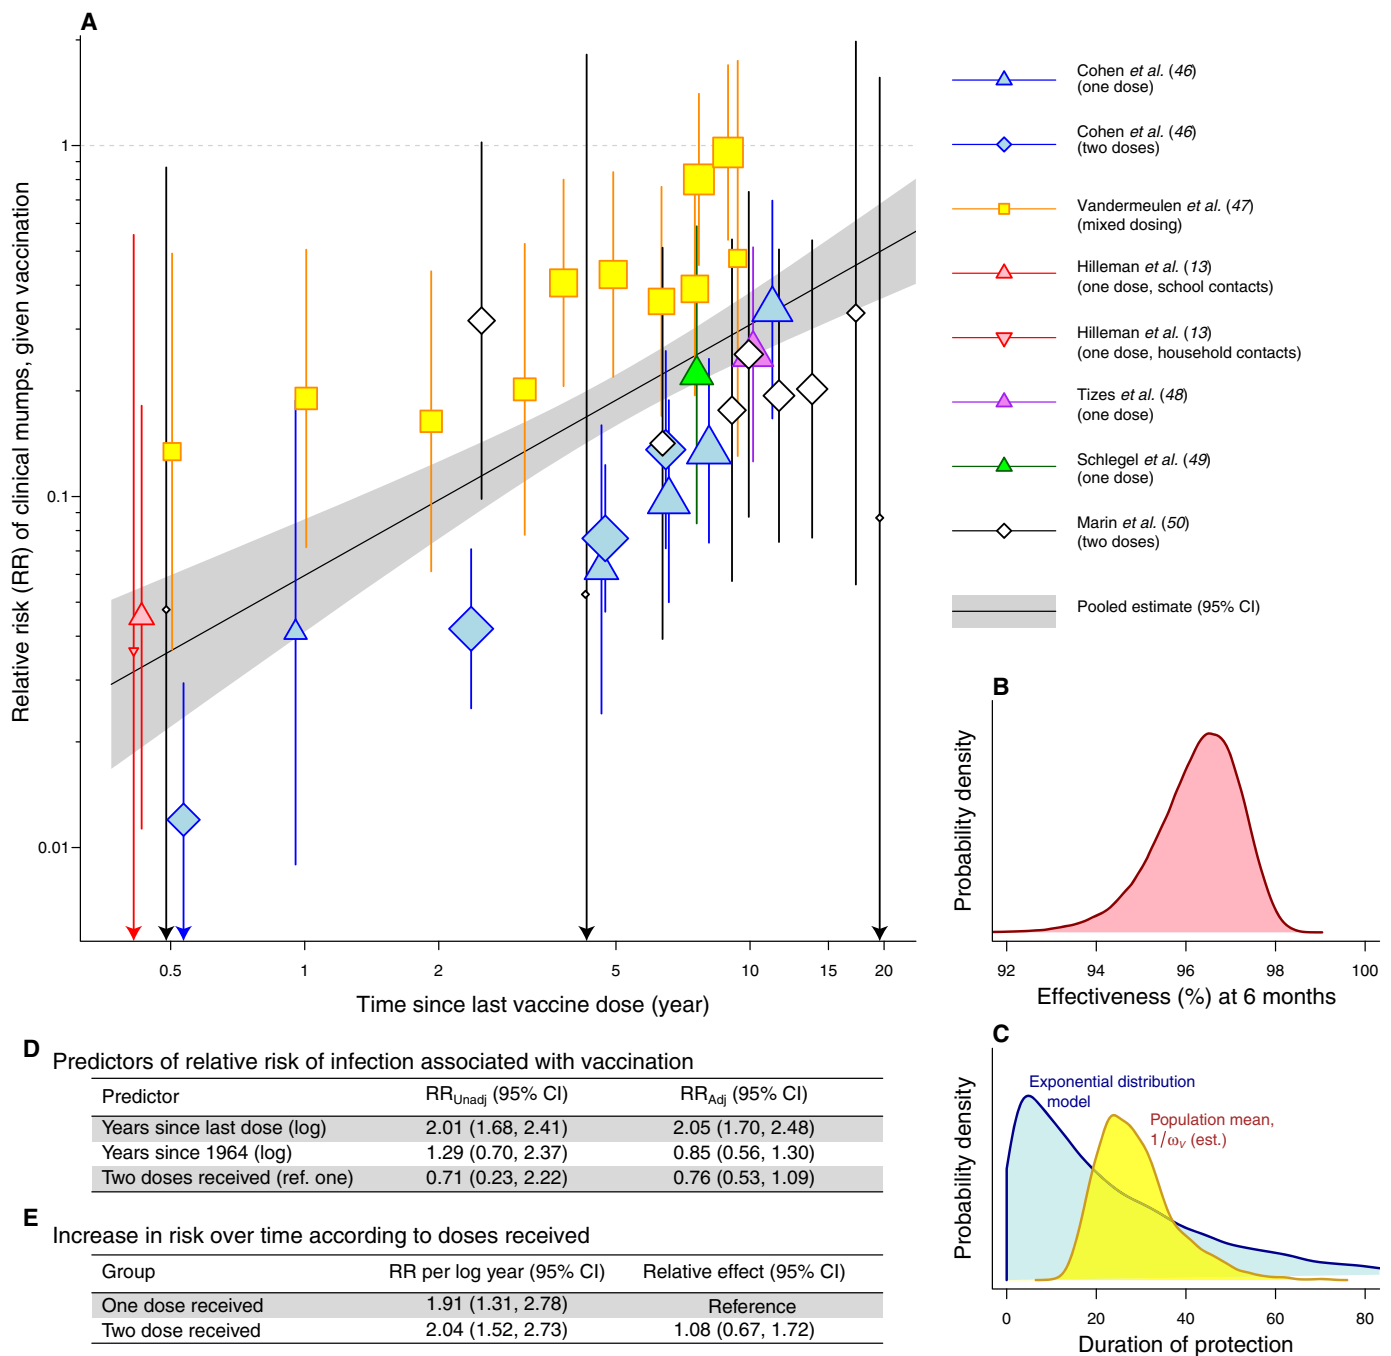 A
Relative risk (RR) of clinical mumps, given vaccination
1
0.1
0.01
0.5
1
2
5
10
15
20
Time since last vaccine dose (year)
Cohen et al. (46)
(one dose)
Cohen et al. (46)
(two doses)
Vandermeulen et al. (47)
(mixed dosing)
Hilleman et al. (13)
(one dose, school contacts)
Hilleman et al. (13)
(one dose, household contacts)
Tizes et al. (48)
(one dose)
Schlegel et al. (49)
(one dose)
Marin et al. (50)
(two doses)
Pooled estimate (95% CI)
B
Probability density
92
94
96
98
100
Effectiveness (%) at 6 months
C
Probability density
Exponential distribution
model
Population mean,
1/ωᵥ (est.)
0
20
40
60
80
Duration of protection
D
Predictors of relative risk of infection associated with vaccination
Predictor RR_Unadj (95% CI) RR_Adj (95% CI)
Years since last dose (log) 2.01 (1.68, 2.41) 2.05 (1.70, 2.48)
Years since 1964 (log) 1.29 (0.70, 2.37) 0.85 (0.56, 1.30)
Two doses received (ref. one) 0.71 (0.23, 2.22) 0.76 (0.53, 1.09)
E
Increase in risk over time according to doses received
Group RR per log year (95% CI) Relative effect (95% CI)
One dose received 1.91 (1.31, 2.78) Reference
Two dose received 2.04 (1.52, 2.73) 1.08 (0.67, 1.72)